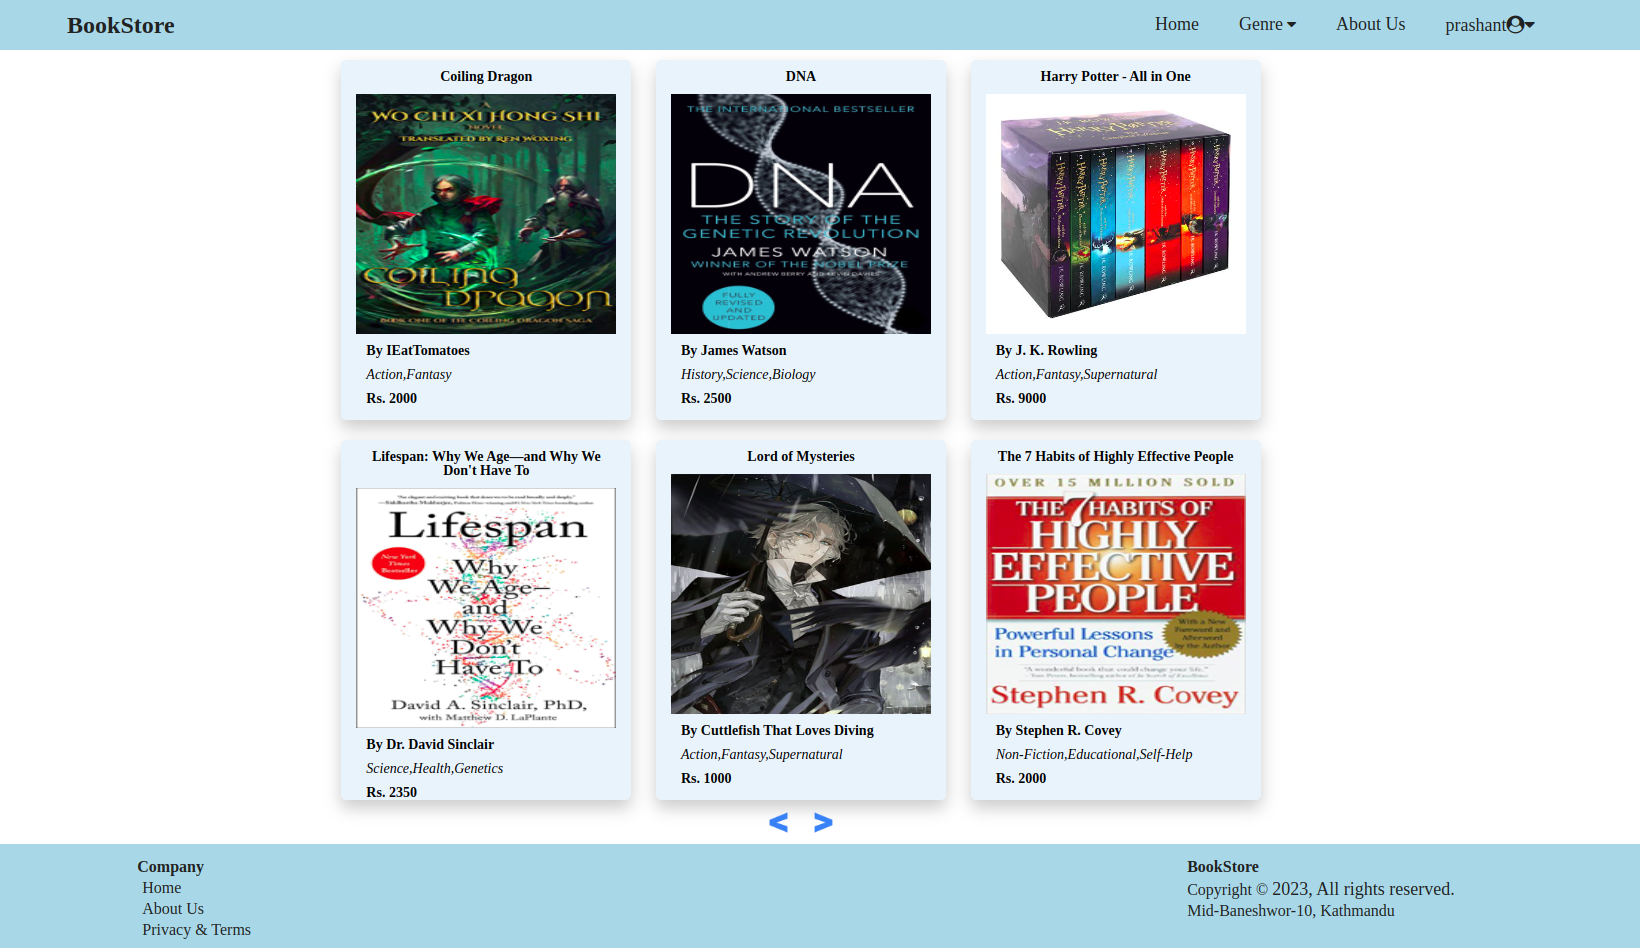 BookStore
Home
Genre
About Us
prashant
Coiling Dragon
WO CHI XI HONG SHI
NOVEL
TRANSLATED BY REN WOXING
COILING
DRAGON
BOOK ONE OF THE COILING DRAGON SAGA
By IEatTomatoes
Action,Fantasy
Rs. 2000
DNA
THE INTERNATIONAL BESTSELLER
DNA
THE STORY OF THE
GENETIC REVOLUTION
JAMES WATSON
WINNER OF THE NOBEL PRIZE
WITH ANDREW BERRY AND KEVIN DAVIES
FULLY
REVISED
AND
UPDATED
By James Watson
History,Science,Biology
Rs. 2500
Harry Potter - All in One
By J. K. Rowling
Action,Fantasy,Supernatural
Rs. 9000
Lifespan: Why We Age—and Why We
Don't Have To
Lifespan
New York
Times
Bestseller
Why
We Age—
and
Why We
Don't
Have To
David A. Sinclair, PhD,
with Matthew D. LaPlante
By Dr. David Sinclair
Science,Health,Genetics
Rs. 2350
Lord of Mysteries
By Cuttlefish That Loves Diving
Action,Fantasy,Supernatural
Rs. 1000
The 7 Habits of Highly Effective People
OVER 15 MILLION SOLD
THE 7 HABITS OF
HIGHLY
EFFECTIVE
PEOPLE
Powerful Lessons
in Personal Change
With a New
Foreword and
Afterword
by the Author
"A wonderful book that could change your life."
Stephen R. Covey
By Stephen R. Covey
Non-Fiction,Educational,Self-Help
Rs. 2000
< >
Company
Home
About Us
Privacy & Terms
BookStore
Copyright © 2023, All rights reserved.
Mid-Baneshwor-10, Kathmandu